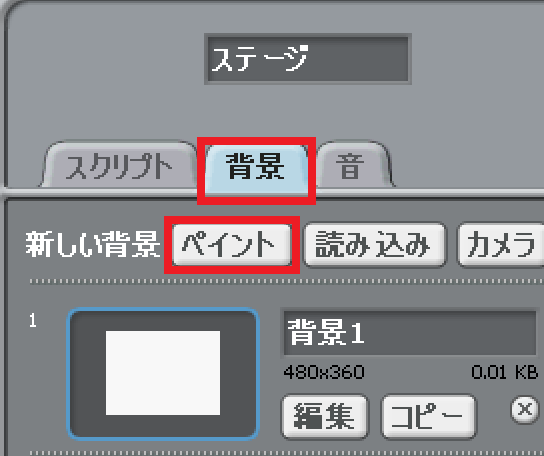 ステージ
スクリプト 背景 音
新しい背景 ペイント 読み込み カメラ
1 背景1
480x360 0.01 KB
編集 コピー